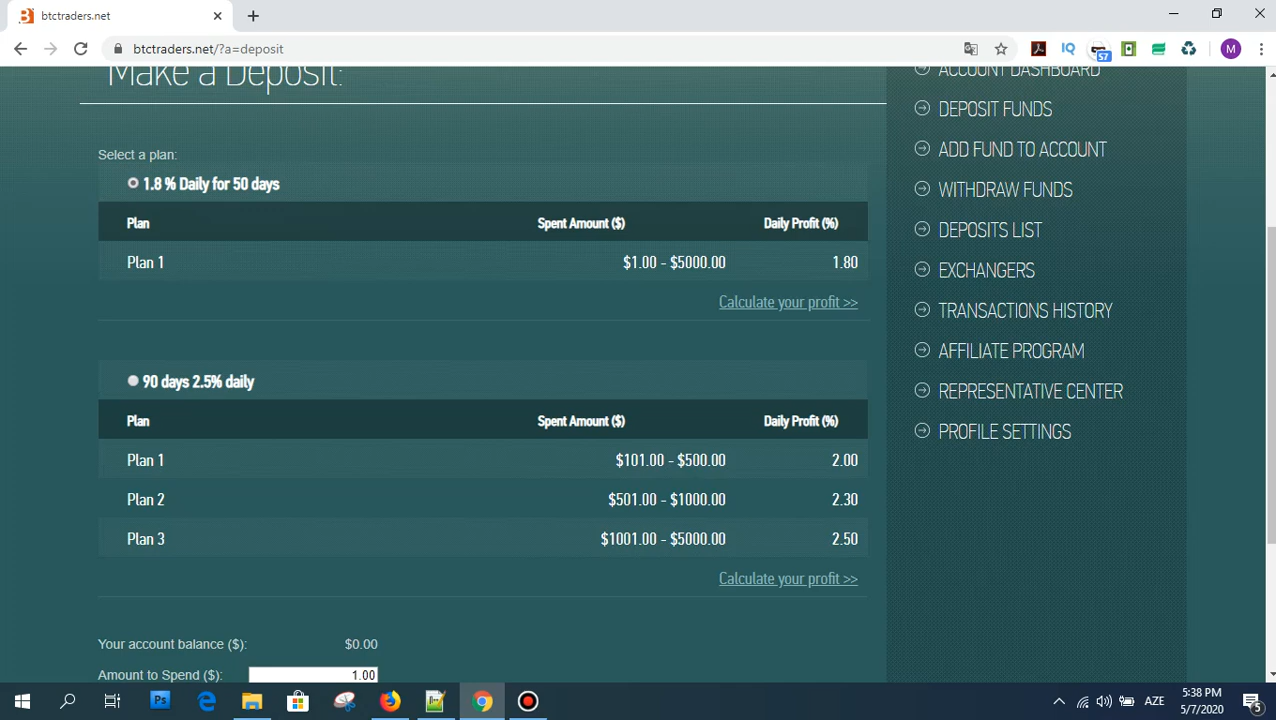 btctraders.net
btctraders.net/?a=deposit
57
M
Make a Deposit:
Select a plan:
1.8 % Daily for 50 days
Plan Spent Amount ($) Daily Profit (%)
Plan 1 $1.00 - $5000.00 1.80
Calculate your profit >>
90 days 2.5% daily
Plan Spent Amount ($) Daily Profit (%)
Plan 1 $101.00 - $500.00 2.00
Plan 2 $501.00 - $1000.00 2.30
Plan 3 $1001.00 - $5000.00 2.50
Calculate your profit >>
Your account balance ($): $0.00
Amount to Spend ($): 1.00
ACCOUNT DASHBOARD
DEPOSIT FUNDS
ADD FUND TO ACCOUNT
WITHDRAW FUNDS
DEPOSITS LIST
EXCHANGERS
TRANSACTIONS HISTORY
AFFILIATE PROGRAM
REPRESENTATIVE CENTER
PROFILE SETTINGS
Ps
AZE
5:38 PM
5/7/2020
5